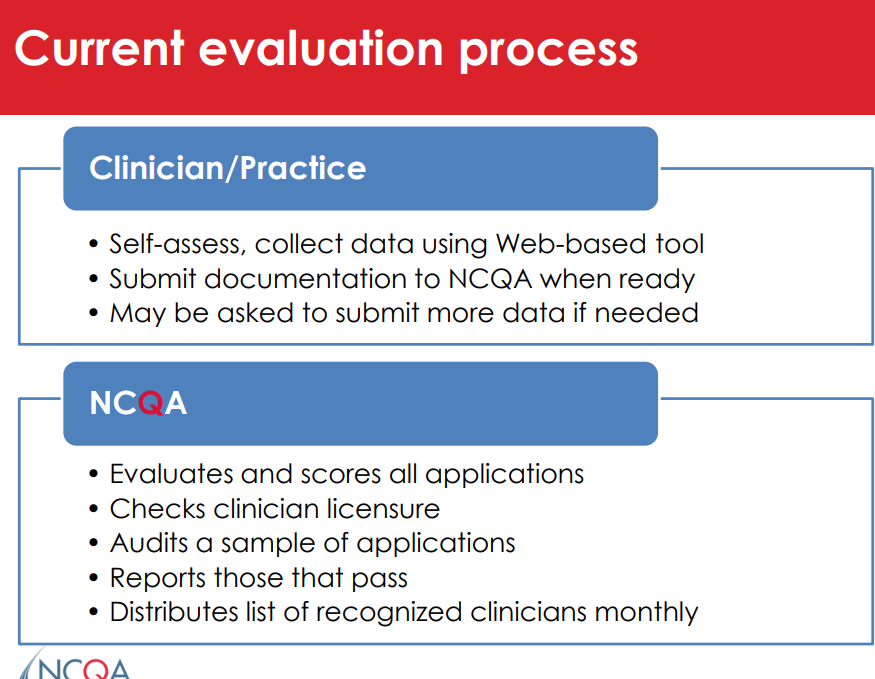 Current evaluation process
Clinician/Practice
• Self-assess, collect data using Web-based tool
• Submit documentation to NCQA when ready
• May be asked to submit more data if needed
NCQA
• Evaluates and scores all applications
• Checks clinician licensure
• Audits a sample of applications
• Reports those that pass
• Distributes list of recognized clinicians monthly
NCQA